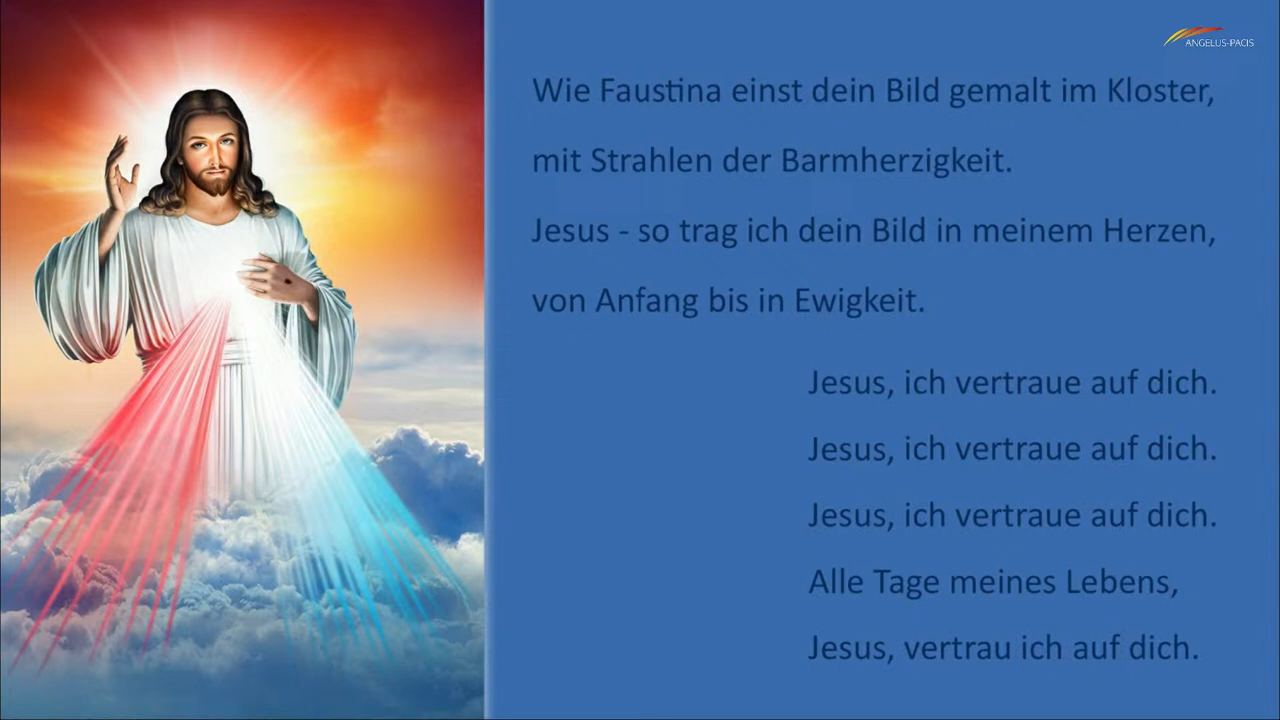 ANGELUS-PACIS
Wie Faustina einst dein Bild gemalt im Kloster,
mit Strahlen der Barmherzigkeit.
Jesus - so trag ich dein Bild in meinem Herzen,
von Anfang bis in Ewigkeit.
Jesus, ich vertraue auf dich.
Jesus, ich vertraue auf dich.
Jesus, ich vertraue auf dich.
Alle Tage meines Lebens,
Jesus, vertrau ich auf dich.